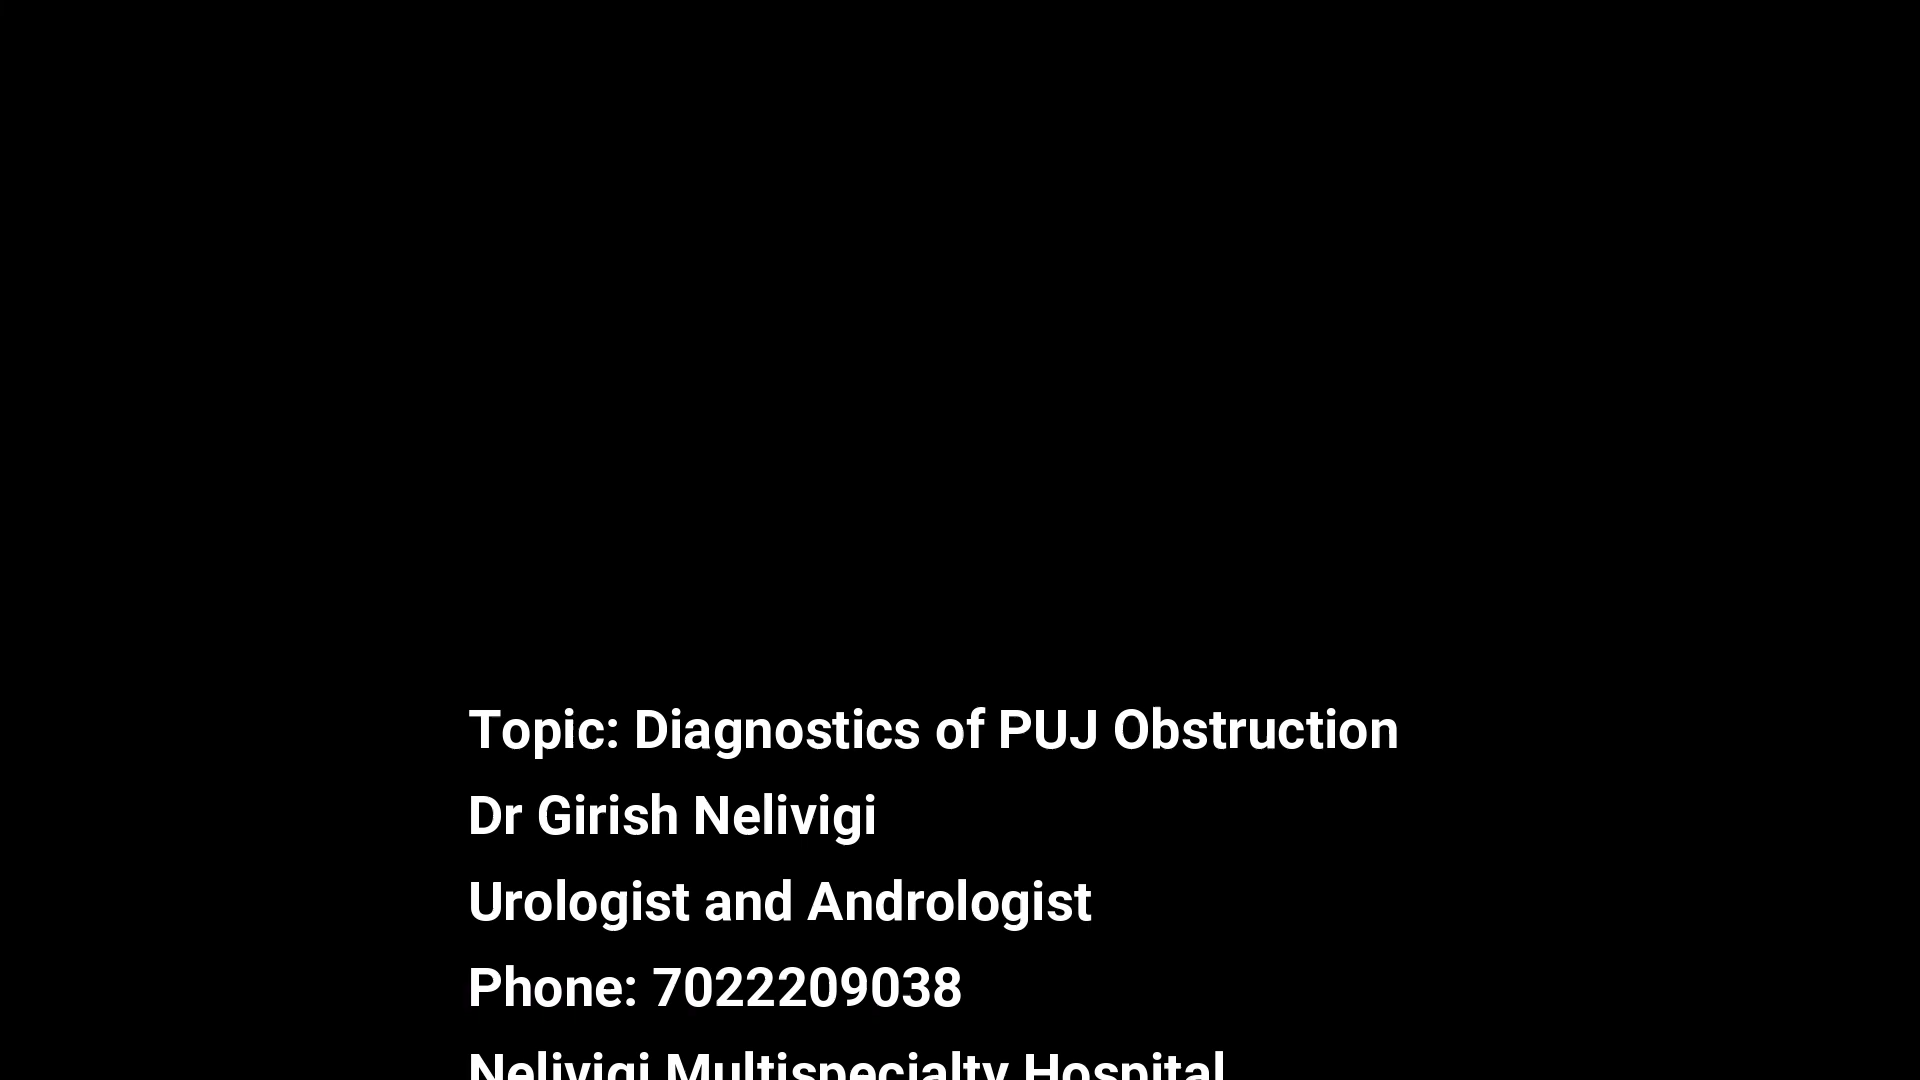 Topic: Diagnostics of PUJ Obstruction
Dr Girish Nelivigi
Urologist and Andrologist
Phone: 7022209038
Nelivigi Multispecialty Hospital